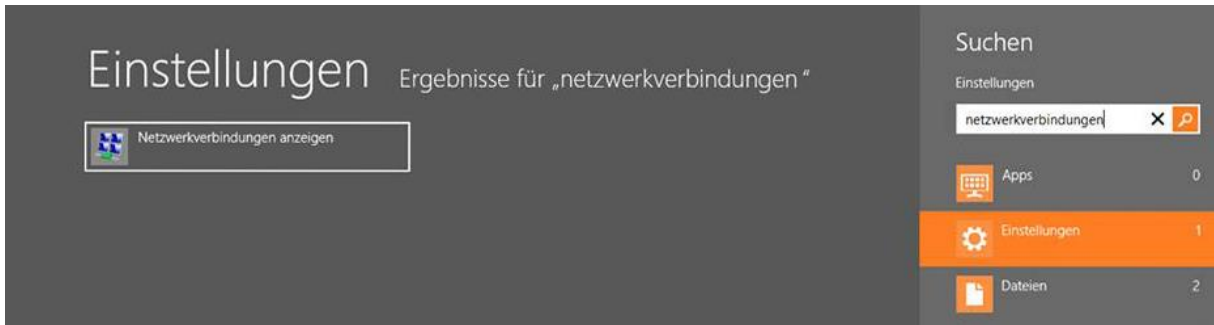 Einstellungen Ergebnisse für „netzwerkverbindungen “
Netzwerkverbindungen anzeigen
Suchen
Einstellungen
netzwerkverbindungen
Apps 0
Einstellungen 1
Dateien 2